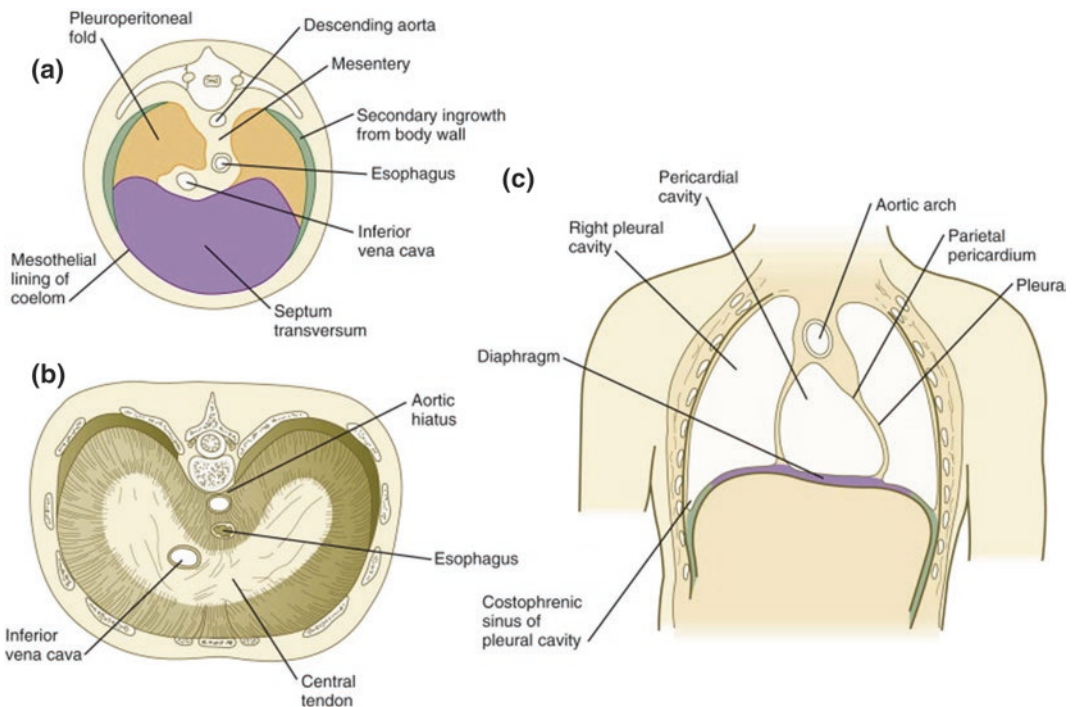 (a)
Pleuroperitoneal
fold
Descending aorta
Mesentery
Secondary ingrowth
from body wall
Esophagus
Inferior
vena cava
Mesothelial
lining of
coelom
Septum
transversum
(b)
Aortic
hiatus
Esophagus
Inferior
vena cava
Central
tendon
(c)
Pericardial
cavity
Aortic arch
Right pleural
cavity
Parietal
pericardium
Pleura
Diaphragm
Costophrenic
sinus of
pleural cavity